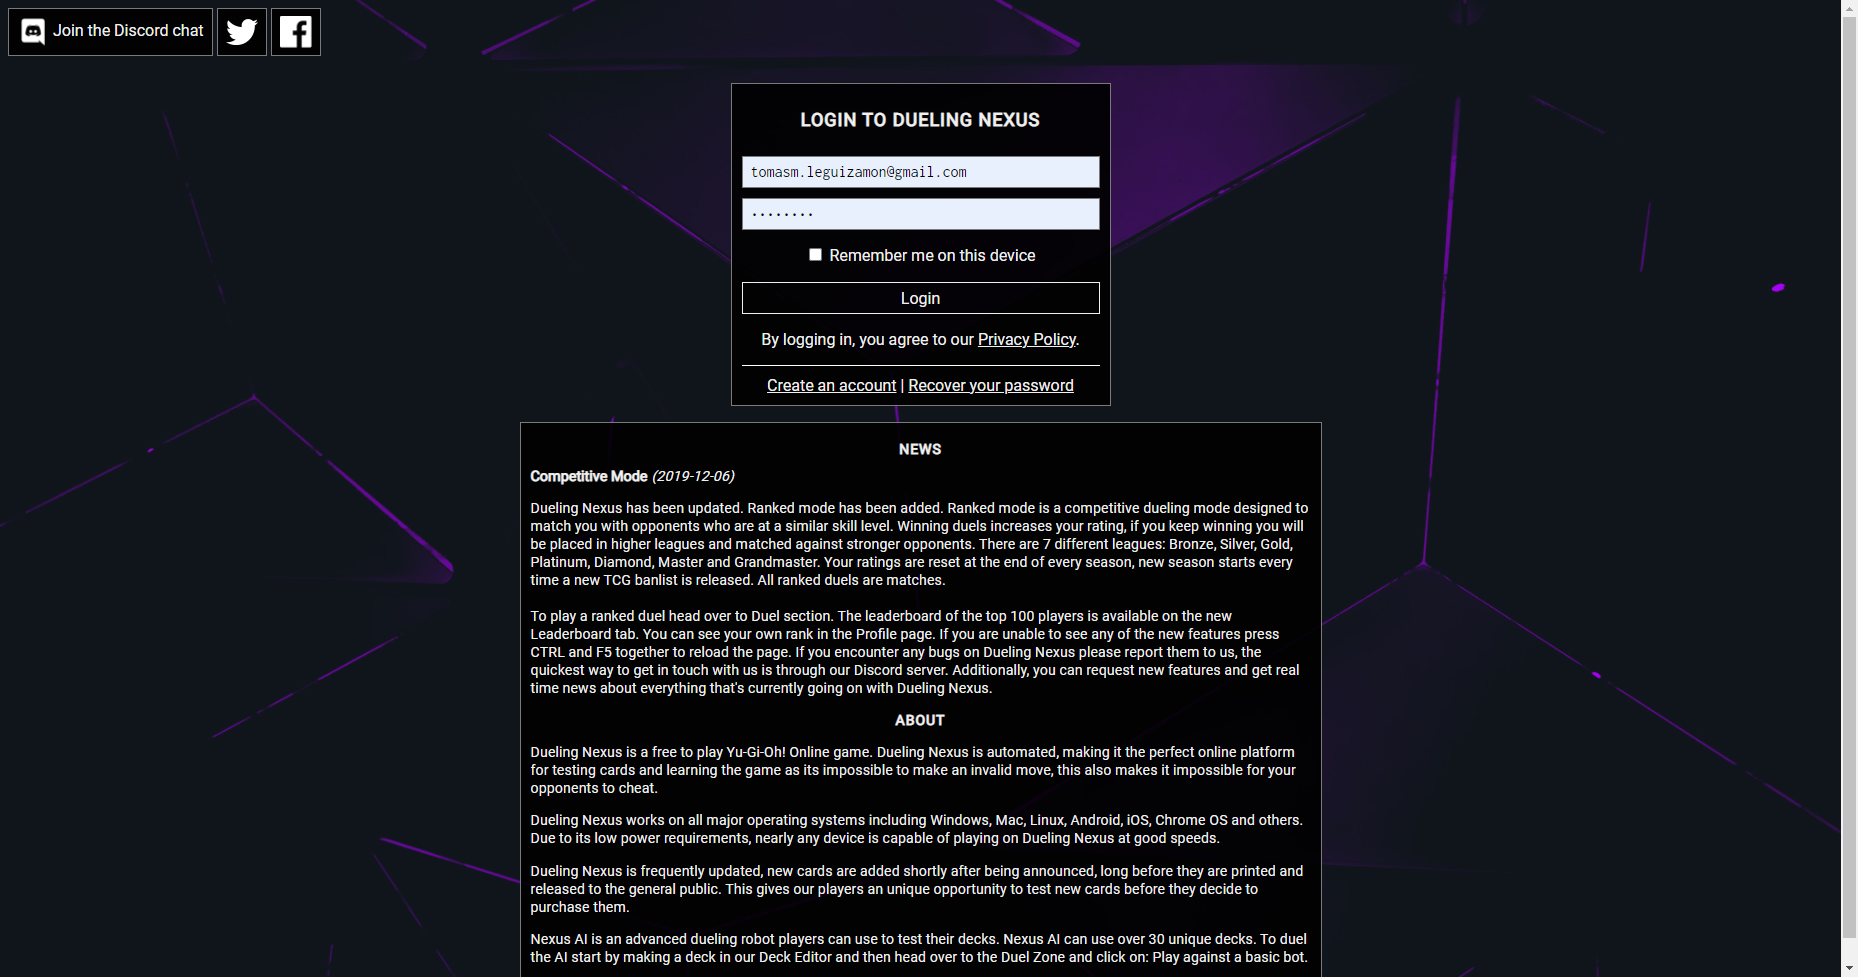 Join the Discord chat
LOGIN TO DUELING NEXUS
tomasm.leguizamon@gmail.com
........
Remember me on this device
Login
By logging in, you agree to our Privacy Policy.
Create an account | Recover your password
NEWS
Competitive Mode (2019-12-06)
Dueling Nexus has been updated. Ranked mode has been added. Ranked mode is a competitive dueling mode designed to
match you with opponents who are at a similar skill level. Winning duels increases your rating, if you keep winning you will
be placed in higher leagues and matched against stronger opponents. There are 7 different leagues: Bronze, Silver, Gold,
Platinum, Diamond, Master and Grandmaster. Your ratings are reset at the end of every season, new season starts every
time a new TCG banlist is released. All ranked duels are matches.
To play a ranked duel head over to Duel section. The leaderboard of the top 100 players is available on the new
Leaderboard tab. You can see your own rank in the Profile page. If you are unable to see any of the new features press
CTRL and F5 together to reload the page. If you encounter any bugs on Dueling Nexus please report them to us, the
quickest way to get in touch with us is through our Discord server. Additionally, you can request new features and get real
time news about everything that's currently going on with Dueling Nexus.
ABOUT
Dueling Nexus is a free to play Yu-Gi-Oh! Online game. Dueling Nexus is automated, making it the perfect online platform
for testing cards and learning the game as its impossible to make an invalid move, this also makes it impossible for your
opponents to cheat.
Dueling Nexus works on all major operating systems including Windows, Mac, Linux, Android, iOS, Chrome OS and others.
Due to its low power requirements, nearly any device is capable of playing on Dueling Nexus at good speeds.
Dueling Nexus is frequently updated, new cards are added shortly after being announced, long before they are printed and
released to the general public. This gives our players an unique opportunity to test new cards before they decide to
purchase them.
Nexus AI is an advanced dueling robot players can use to test their decks. Nexus AI can use over 30 unique decks. To duel
the AI start by making a deck in our Deck Editor and then head over to the Duel Zone and click on: Play against a basic bot.